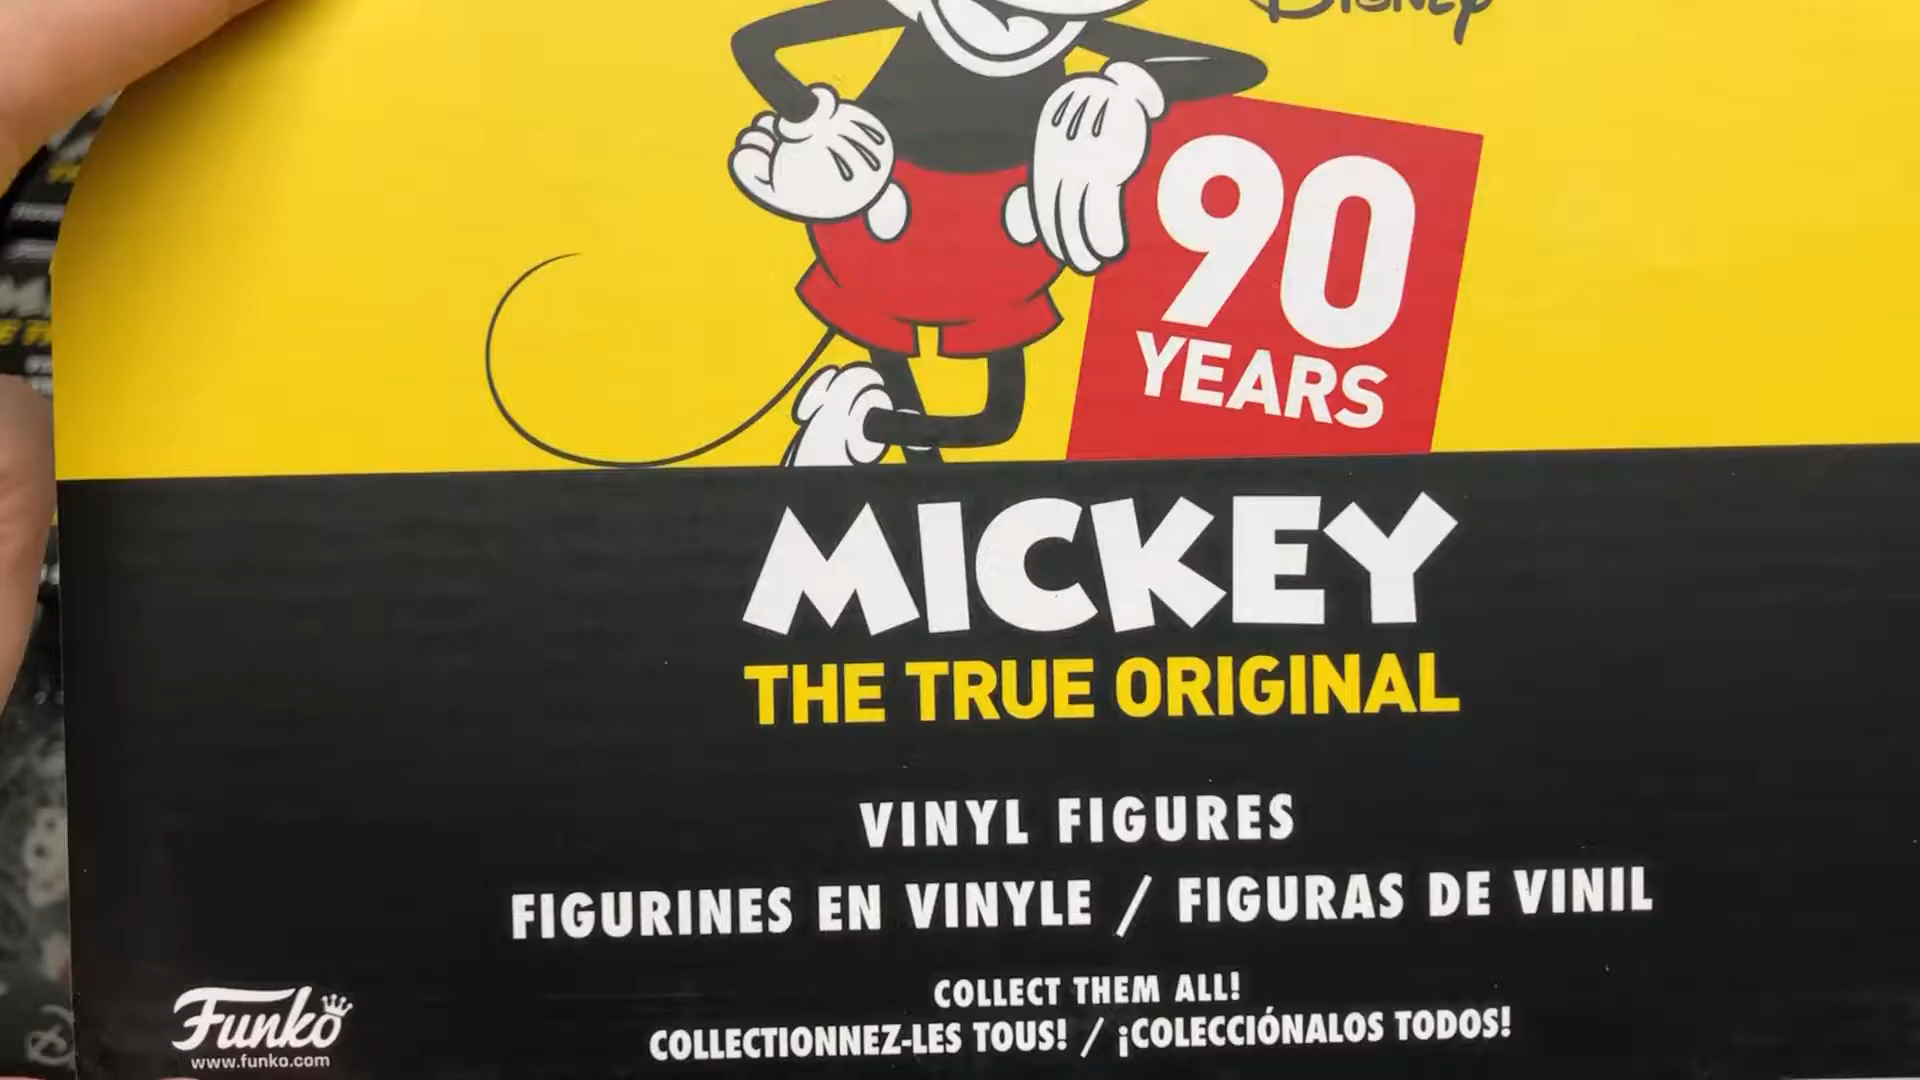 Disney
90
YEARS
MICKEY
THE TRUE ORIGINAL
VINYL FIGURES
FIGURINES EN VINYLE / FIGURAS DE VINIL
COLLECT THEM ALL!
COLLECTIONNEZ-LES TOUS! / ¡COLECCIÓNALOS TODOS!
Funko
www.funko.com